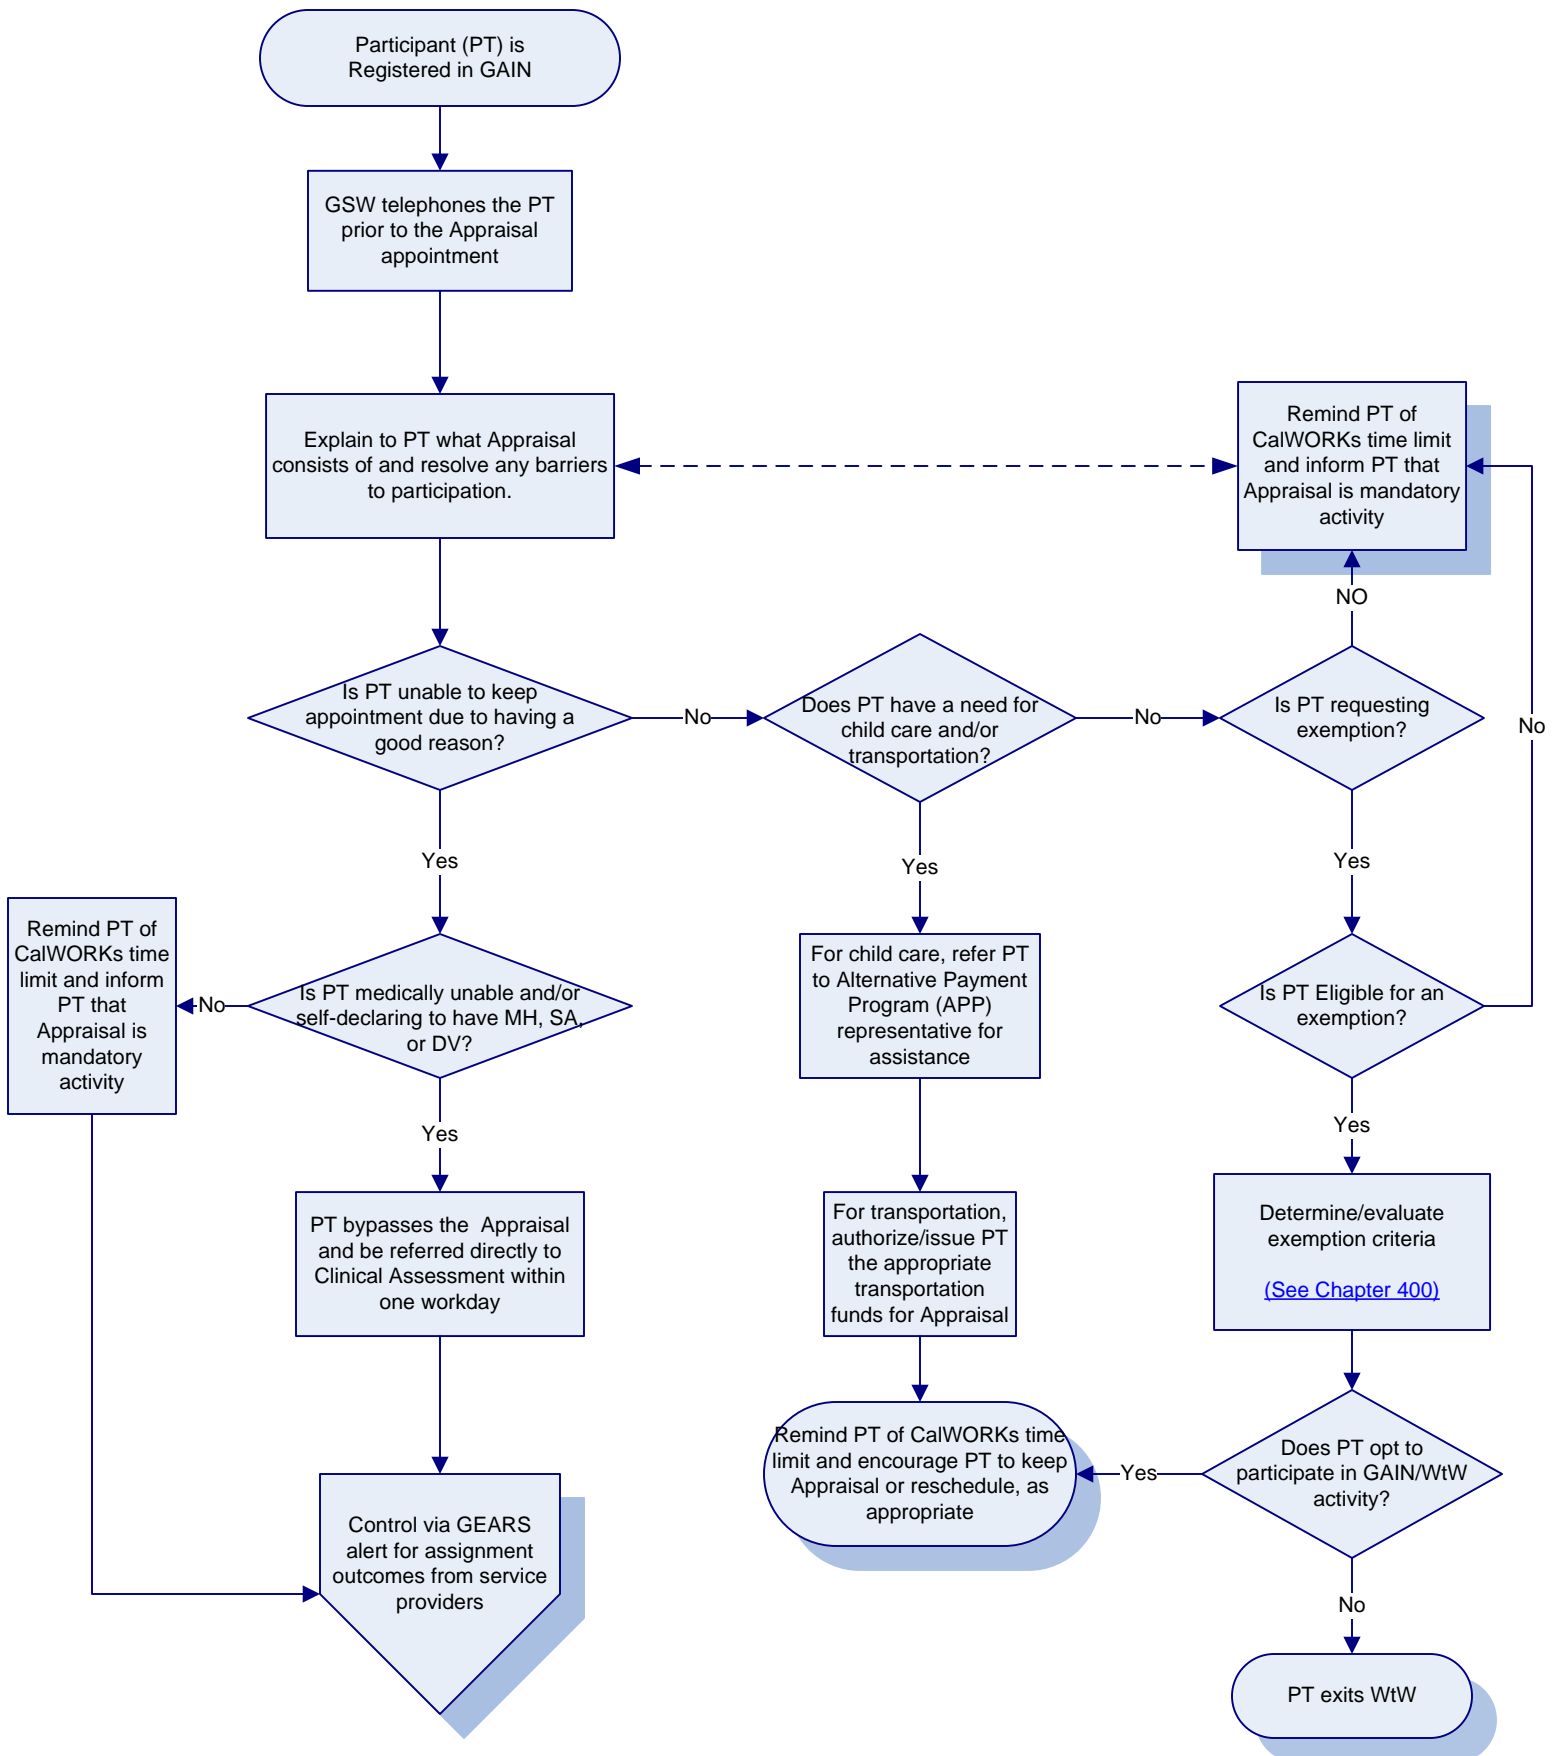 Participant (PT) is
Registered in GAIN
GSW telephones the PT
prior to the Appraisal
appointment
Explain to PT what Appraisal
consists of and resolve any barriers
to participation.
Remind PT of
CalWORKs time limit
and inform PT that
Appraisal is mandatory
activity
NO
Is PT unable to keep
appointment due to having a
good reason?
No
Does PT have a need for
child care and/or
transportation?
No
Is PT requesting
exemption?
No
Yes
Yes
Yes
Remind PT of
CalWORKs time
limit and inform
PT that
Appraisal is
mandatory
activity
No
Is PT medically unable and/or
self-declaring to have MH, SA,
or DV?
For child care, refer PT
to Alternative Payment
Program (APP)
representative for
assistance
Is PT Eligible for an
exemption?
Yes
Yes
PT bypasses the  Appraisal
and be referred directly to
Clinical Assessment within
one workday
For transportation,
authorize/issue PT
the appropriate
transportation
funds for Appraisal
Determine/evaluate
exemption criteria
(See Chapter 400)
Control via GEARS
alert for assignment
outcomes from service
providers
Remind PT of CalWORKs time
limit and encourage PT to keep
Appraisal or reschedule, as
appropriate
Yes
Does PT opt to
participate in GAIN/WtW
activity?
No
PT exits WtW